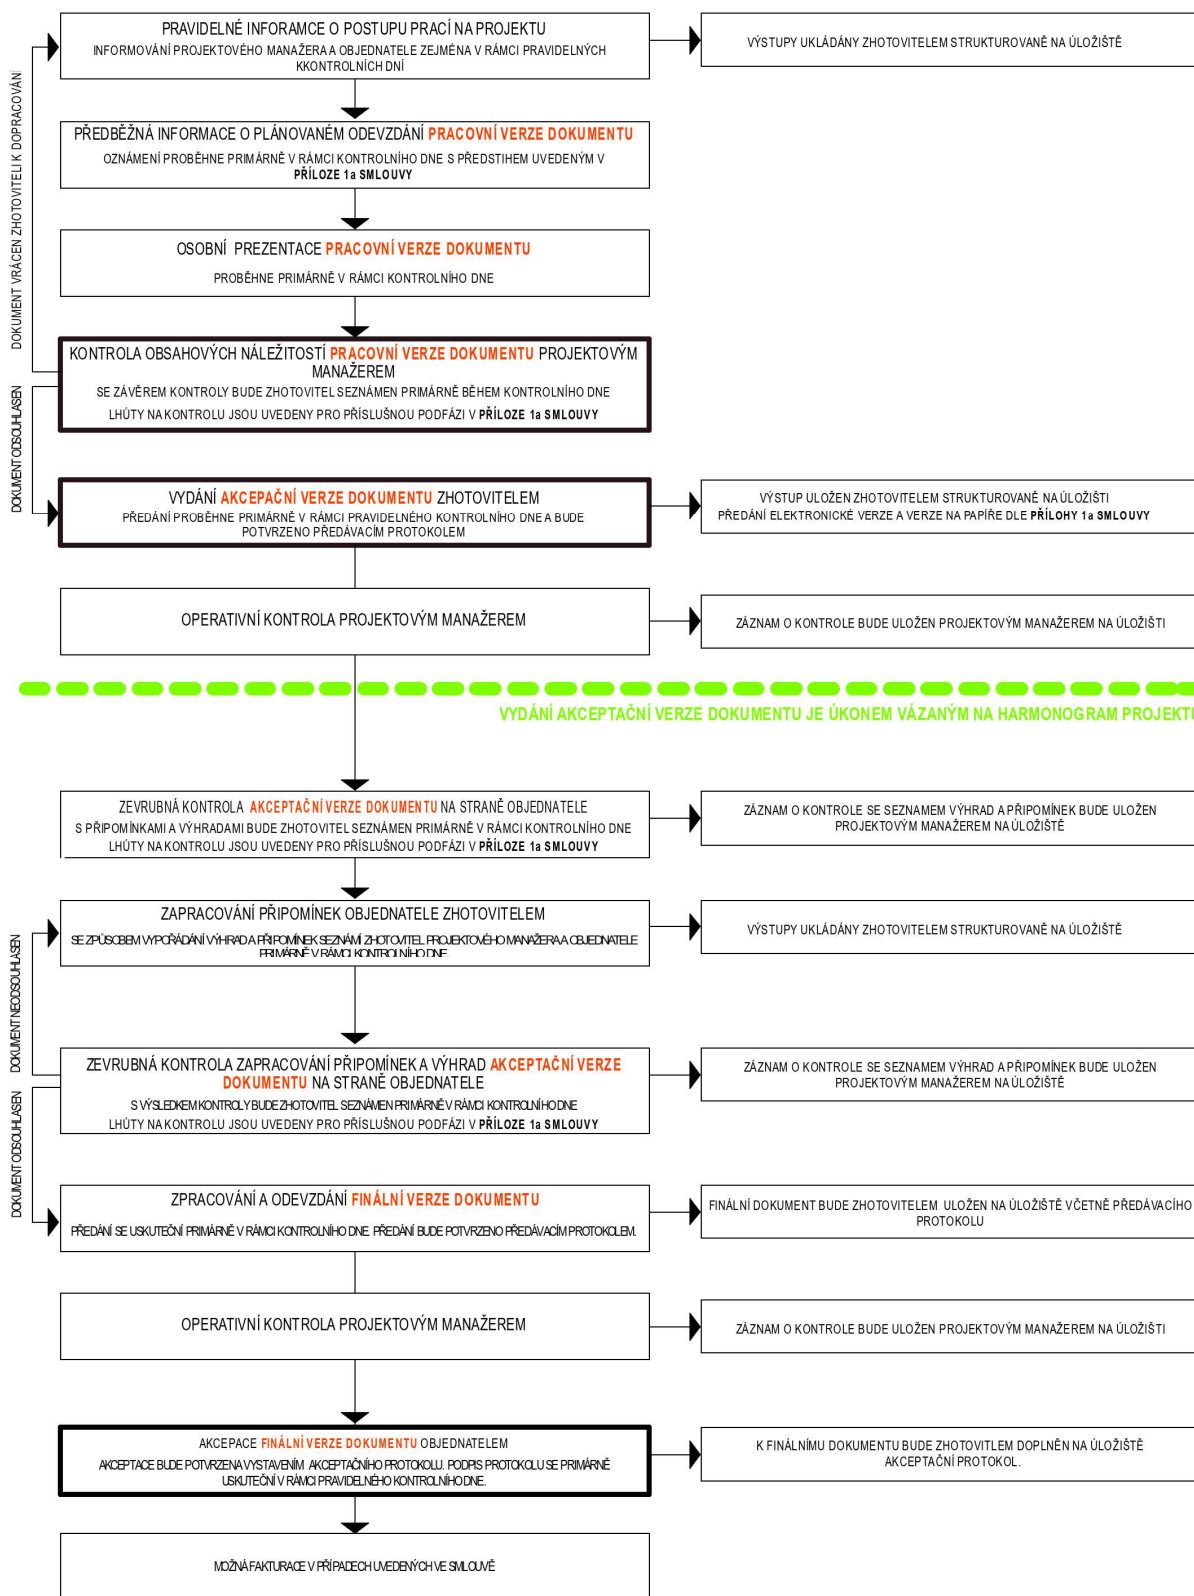 PRAVIDELNÉ INFORAMCE O POSTUPU PRACÍ NA PROJEKTU
INFORMOVÁNÍ PROJEKTOVÉHO MANAŽERA A OBJEDNATELE ZEJMÉNA V RÁMCI PRAVIDELNÝCH
KKONTROLNÍCH DNÍ
VÝSTUPY UKLÁDÁNY ZHOTOVITELEM STRUKTUROVANĚ NA ÚLOŽIŠTĚ
DOKUMENT VRÁCEN ZHOTOVITELI K DOPRACOVÁNÍ
PŘEDBĚŽNÁ INFORMACE O PLÁNOVANÉM ODEVZDÁNÍ PRACOVNÍ VERZE DOKUMENTU
OZNÁMENÍ PROBĚHNE PRIMÁRNĚ V RÁMCI KONTROLNÍHO DNE S PŘEDSTIHEM UVEDENÝM V
PŘÍLOZE 1a SMLOUVY
OSOBNÍ PREZENTACE PRACOVNÍ VERZE DOKUMENTU
PROBĚHNE PRIMÁRNĚ V RÁMCI KONTROLNÍHO DNE
KONTROLA OBSAHOVÝCH NÁLEŽITOSTÍ PRACOVNÍ VERZE DOKUMENTU PROJEKTOVÝM
MANAŽEREM
SE ZÁVĚREM KONTROLY BUDE ZHOTOVITEL SEZNÁMEN PRIMÁRNĚ BĚHEM KONTROLNÍHO DNE
LHŮTY NA KONTROLU JSOU UVEDENY PRO PŘÍSLUŠNOU PODFÁZI V PŘÍLOZE 1a SMLOUVY
DOKUMENT ODSOUHLASEN
VYDÁNÍ AKCEPAČNÍ VERZE DOKUMENTU ZHOTOVITELEM
PŘEDÁNÍ PROBĚHNE PRIMÁRNĚ V RÁMCI PRAVIDELNÉHO KONTROLNÍHO DNE A BUDE
POTVRZENO PŘEDÁVACÍM PROTOKOLEM
VÝSTUP ULOŽEN ZHOTOVITELEM STRUKTUROVANĚ NA ÚLOŽIŠTI
PŘEDÁNÍ ELEKTRONICKÉ VERZE A VERZE NA PAPÍŘE DLE PŘÍLOHY 1a SMLOUVY
OPERATIVNÍ KONTROLA PROJEKTOVÝM MANAŽEREM
ZÁZNAM O KONTROLE BUDE ULOŽEN PROJEKTOVÝM MANAŽEREM NA ÚLOŽIŠTI
VYDÁNÍ AKCEPTAČNÍ VERZE DOKUMENTU JE ÚKONEM VÁZANÝM NA HARMONOGRAM PROJEKTU
ZEVRUBNÁ KONTROLA AKCEPTAČNÍ VERZE DOKUMENTU NA STRANĚ OBJEDNATELE
S PŘIPOMÍNKAMI A VÝHRADAMI BUDE ZHOTOVITEL SEZNÁMEN PRIMÁRNĚ V RÁMCI KONTROLNÍHO DNE
LHŮTY NA KONTROLU JSOU UVEDENY PRO PŘÍSLUŠNOU PODFÁZI V PŘÍLOZE 1a SMLOUVY
ZÁZNAM O KONTROLE SE SEZNAMEM VÝHRAD A PŘIPOMÍNEK BUDE ULOŽEN
PROJEKTOVÝM MANAŽEREM NA ÚLOŽIŠTĚ
ZAPRACOVÁNÍ PŘIPOMÍNEK OBJEDNATELE ZHOTOVITELEM
SE ZPŮSOBEM VYPOŘÁDÁNÍ VÝHRAD A PŘIPOMÍNEK SEZNÁMÍ ZHOTOVITEL PROJEKTOVÉHO MANAŽERA A OBJEDNATELE
PRIMÁRNĚ V RÁMCI KONTROLNÍHO DNE
VÝSTUPY UKLÁDÁNY ZHOTOVITELEM STRUKTUROVANĚ NA ÚLOŽIŠTĚ
DOKUMENT NEODSOUHLASEN
ZEVRUBNÁ KONTROLA ZAPRACOVÁNÍ PŘIPOMÍNEK A VÝHRAD AKCEPTAČNÍ VERZE
DOKUMENTU NA STRANĚ OBJEDNATELE
S VÝSLEDKEM KONTROLY BUDE ZHOTOVITEL SEZNÁMEN PRIMÁRNĚ V RÁMCI KONTROLNÍHO DNE
LHŮTY NA KONTROLU JSOU UVEDENY PRO PŘÍSLUŠNOU PODFÁZI V PŘÍLOZE 1a SMLOUVY
ZÁZNAM O KONTROLE SE SEZNAMEM VÝHRAD A PŘIPOMÍNEK BUDE ULOŽEN
PROJEKTOVÝM MANAŽEREM NA ÚLOŽIŠTĚ
DOKUMENT ODSOUHLASEN
ZPRACOVÁNÍ A ODEVZDÁNÍ FINÁLNÍ VERZE DOKUMENTU
PŘEDÁNÍ SE USKUTEČNÍ PRIMÁRNĚ V RÁMCI KONTROLNÍHO DNE. PŘEDÁNÍ BUDE POTVRZENO PŘEDÁVACÍM PROTOKOLEM.
FINÁLNÍ DOKUMENT BUDE ZHOTOVITELEM ULOŽEN NA ÚLOŽIŠTĚ VČETNĚ PŘEDÁVACÍHO
PROTOKOLU
OPERATIVNÍ KONTROLA PROJEKTOVÝM MANAŽEREM
ZÁZNAM O KONTROLE BUDE ULOŽEN PROJEKTOVÝM MANAŽEREM NA ÚLOŽIŠTI
AKCEPACE FINÁLNÍ VERZE DOKUMENTU OBJEDNATELEM
AKCEPTACE BUDE POTVRZENA VYSTAVENÍM AKCEPTAČNÍHO PROTOKOLU. PODPIS PROTOKOLU SE PRIMÁRNĚ
USKUTEČNÍ V RÁMCI PRAVIDELNÉHO KONTROLNÍHO DNE.
K FINÁLNÍMU DOKUMENTU BUDE ZHOTOVITLEM DOPLNĚN NA ÚLOŽIŠTĚ
AKCEPTAČNÍ PROTOKOL.
MOŽNÁ FAKTURACE V PŘÍPADECH UVEDENÝCH VE SMLOUVĚ